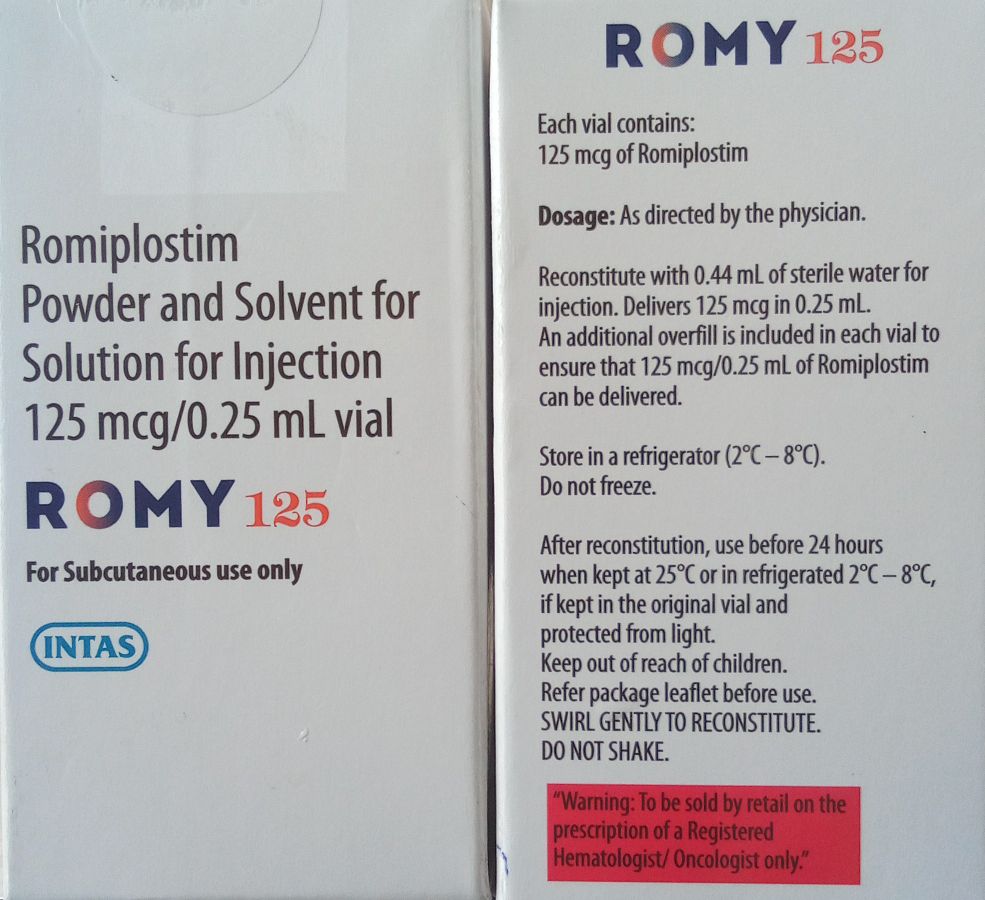 Romiplostim
Powder and Solvent for
Solution for Injection
125 mcg/0.25 mL vial
ROMY 125
For Subcutaneous use only
INTAS
ROMY 125
Each vial contains:
125 mcg of Romiplostim
Dosage: As directed by the physician.
Reconstitute with 0.44 mL of sterile water for
injection. Delivers 125 mcg in 0.25 mL.
An additional overfill is included in each vial to
ensure that 125 mcg/0.25 mL of Romiplostim
can be delivered.
Store in a refrigerator (2°C – 8°C).
Do not freeze.
After reconstitution, use before 24 hours
when kept at 25°C or in refrigerated 2°C – 8°C,
if kept in the original vial and
protected from light.
Keep out of reach of children.
Refer package leaflet before use.
SWIRL GENTLY TO RECONSTITUTE.
DO NOT SHAKE.
“Warning: To be sold by retail on the
prescription of a Registered
Hematologist/ Oncologist only.”